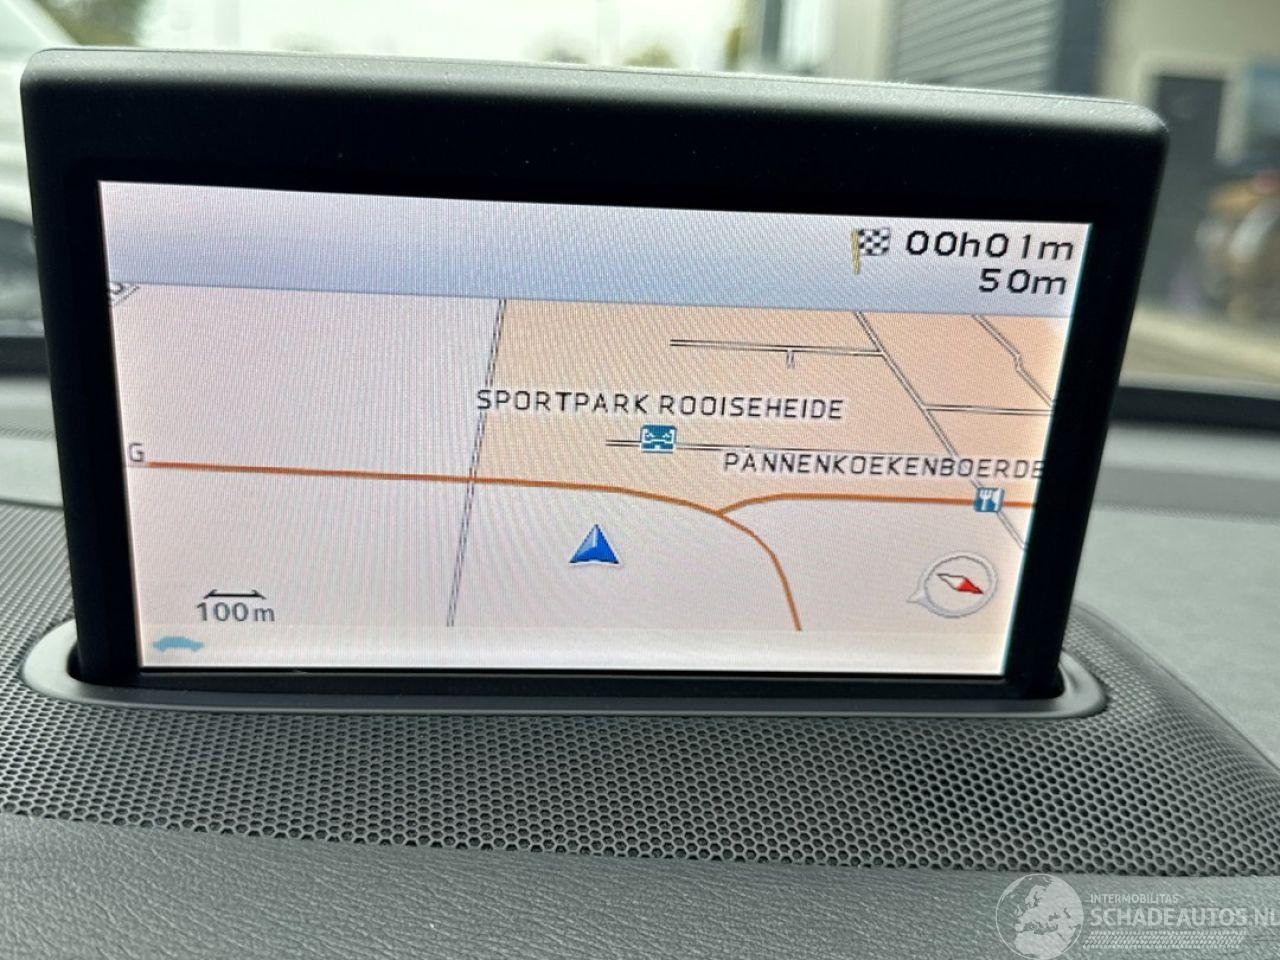 00h01m
50m
SPORTPARK ROOISEHEIDE
PANNENKOEKENBOERDE
G
100m
INTERMOBILITAS
SCHADEAUTOS.NL